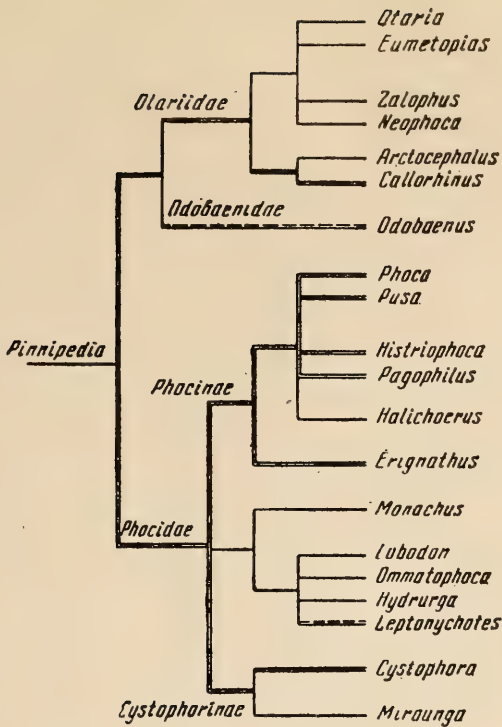 Otaria
Eumetopias
Otariidae
Zalophus
Neophoca
Arctocephalus
Callorhinus
Odobaenidae
Odobaenus
Phoca
Pusa
Pinnipedia
Histriophoca
Phocinae
Pagophilus
Halichoerus
Erignathus
Monachus
Phocidae
Lobodon
Ommatophoca
Hydrurga
Leptonychotes
Cystophora
Cystophorinae
Mirounga